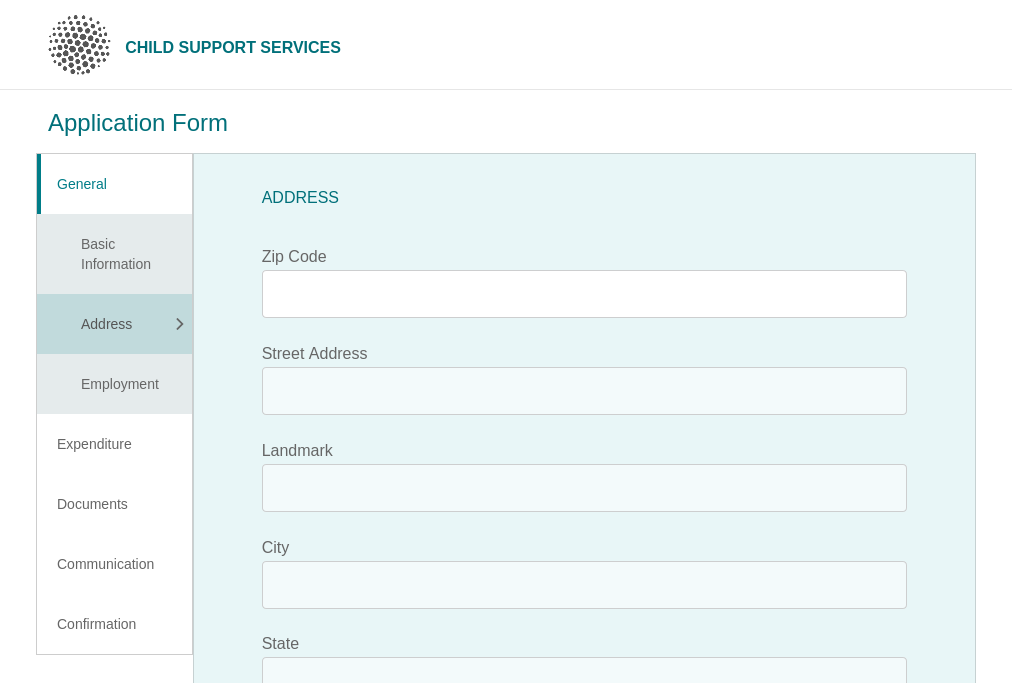 CHILD SUPPORT SERVICES
Application Form
General
Basic
Information
Address
Employment
Expenditure
Documents
Communication
Confirmation
ADDRESS
Zip Code
Street Address
Landmark
City
State